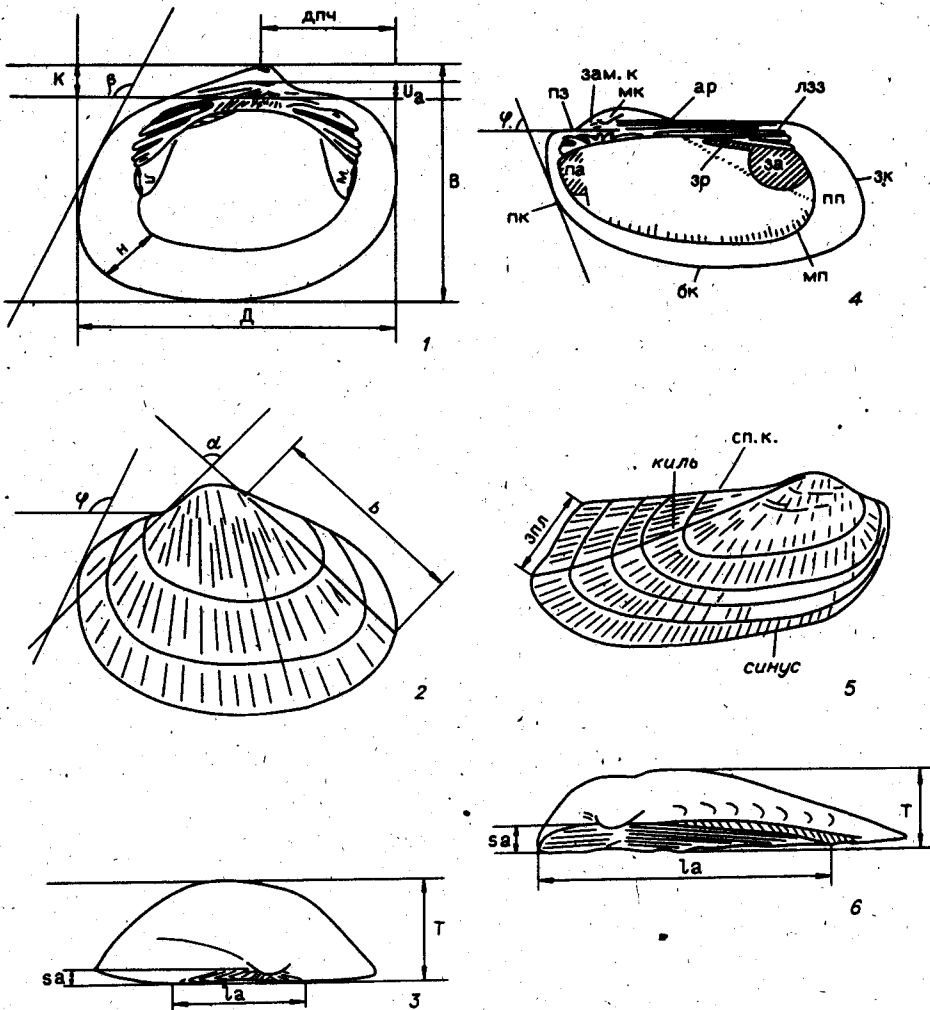 дпч
К
β
Ua
В
и
м
н
Д
1
зам. к
мк
ар
лзз
пз
φ
па
зр
за
зк
пп
пк
мп
бк
4
α
φ
ь
2
сп. к.
киль
зпл
синус
5
T
sa
la
3
T
sa
la
6